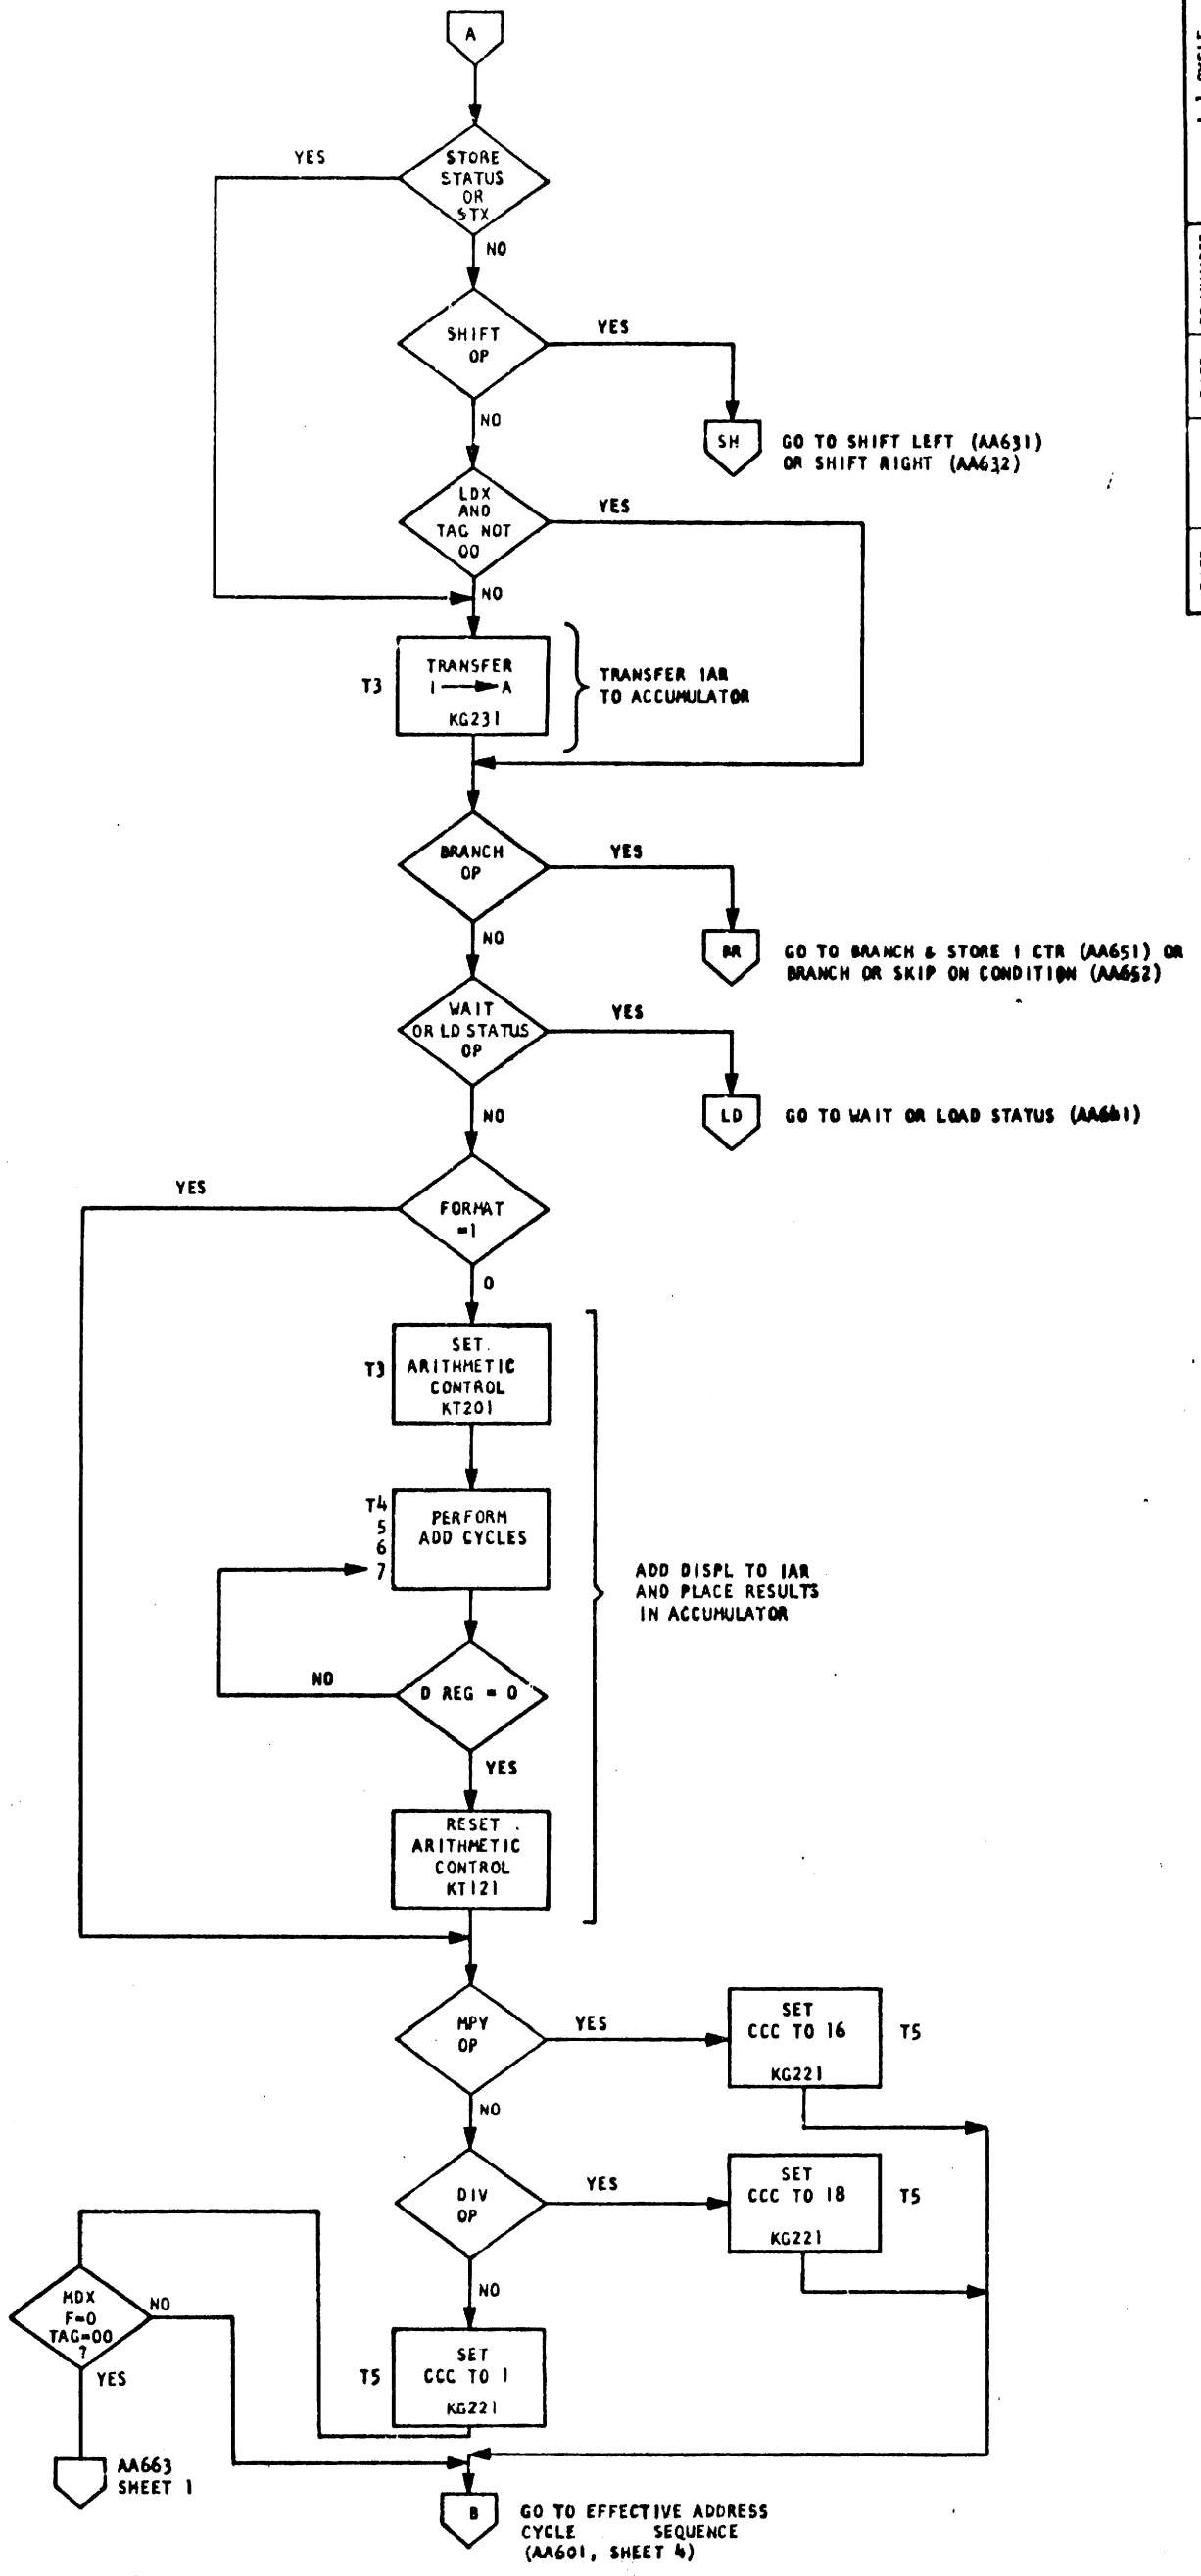 A
STORE
STATUS
OR
STX
YES
NO
SHIFT
OP
YES
NO
SH
GO TO SHIFT LEFT (AA631)
OR SHIFT RIGHT (AA632)
LDX
AND
TAG NOT
00
YES
NO
T3
TRANSFER
I A
KG231
TRANSFER IAR
TO ACCUMULATOR
BRANCH
OP
YES
NO
BR
GO TO BRANCH & STORE I CTR (AA651) OR
BRANCH OR SKIP ON CONDITION (AA652)
WAIT
OR LD STATUS
OP
YES
NO
LD
GO TO WAIT OR LOAD STATUS (AA641)
FORMAT
=1
YES
0
T3
SET
ARITHMETIC
CONTROL
KT201
T4
5
6
7
PERFORM
ADD CYCLES
ADD DISPL TO IAR
AND PLACE RESULTS
IN ACCUMULATOR
D REG = 0
NO
YES
RESET
ARITHMETIC
CONTROL
KT121
MPY
OP
YES
NO
SET
CCC TO 16
KG221
T5
DIV
OP
YES
NO
SET
CCC TO 18
KG221
T5
MDX
F=0
TAG=00
?
NO
YES
T5
SET
CCC TO 1
KG221
AA663
SHEET 1
B
GO TO EFFECTIVE ADDRESS
CYCLE SEQUENCE
(AA601, SHEET 4)
CYCLE